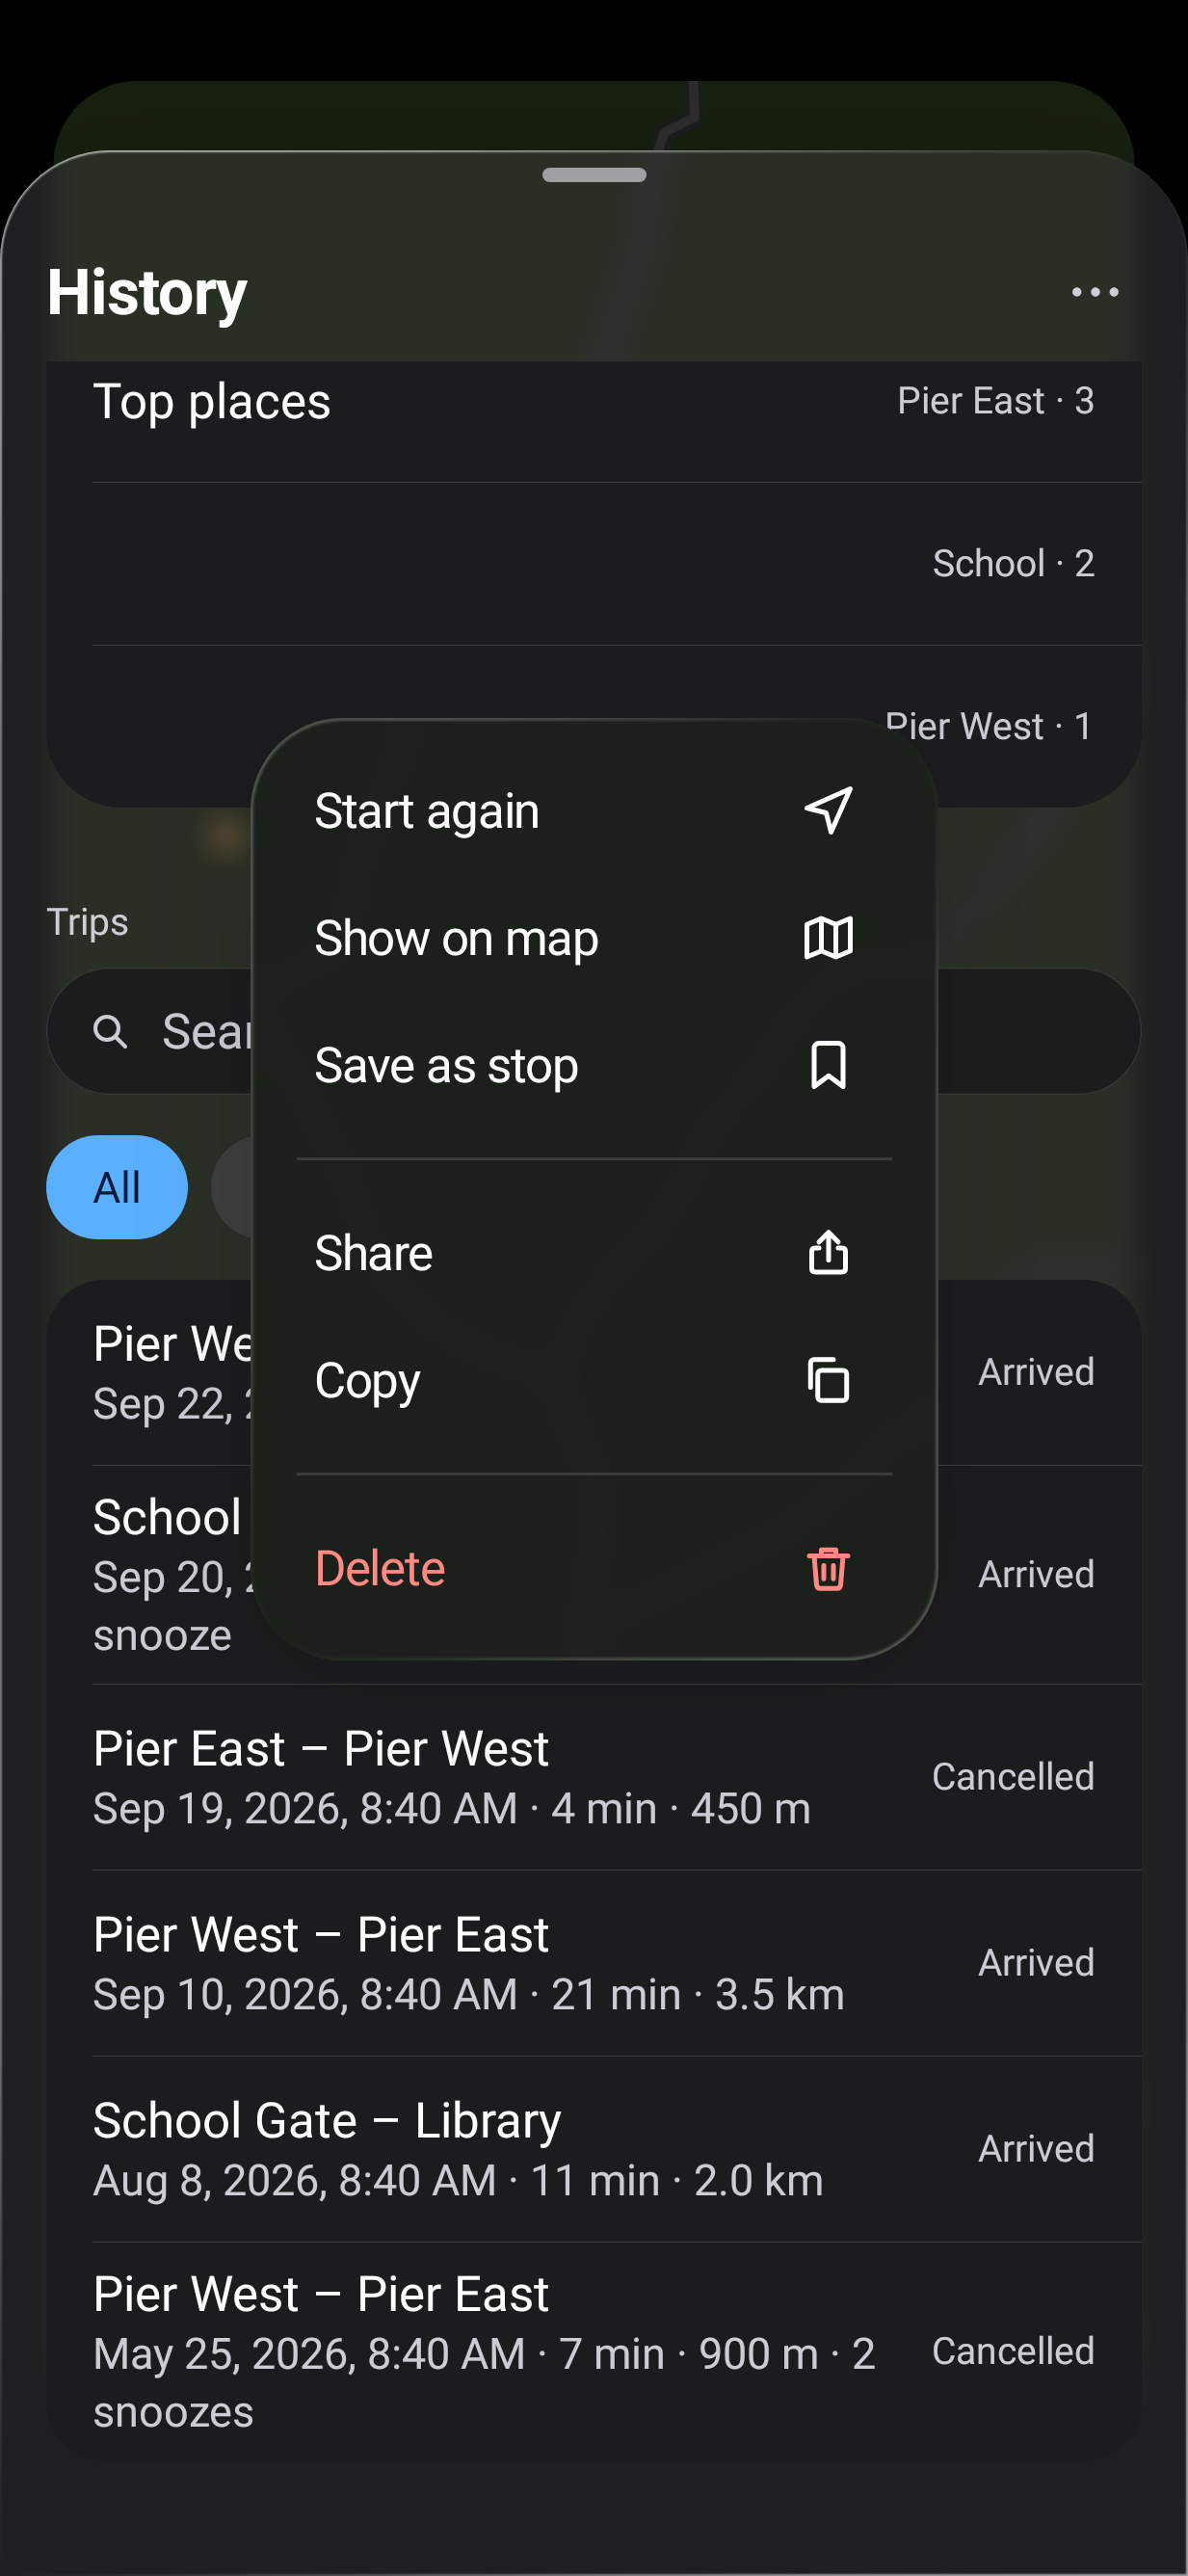 History
Top places
Pier East · 3
School · 2
Pier West · 1
Start again
Show on map
Trips
Save as stop
All
Share
Pier
Arrived
Sep 22,
Copy
School
Arrived
Sep 20,
snooze
Delete
Pier East – Pier West
Cancelled
Sep 19, 2026, 8:40 AM · 4 min · 450 m
Pier West – Pier East
Arrived
Sep 10, 2026, 8:40 AM · 21 min · 3.5 km
School Gate – Library
Arrived
Aug 8, 2026, 8:40 AM · 11 min · 2.0 km
Pier West – Pier East
Cancelled
May 25, 2026, 8:40 AM · 7 min · 900 m · 2
snoozes